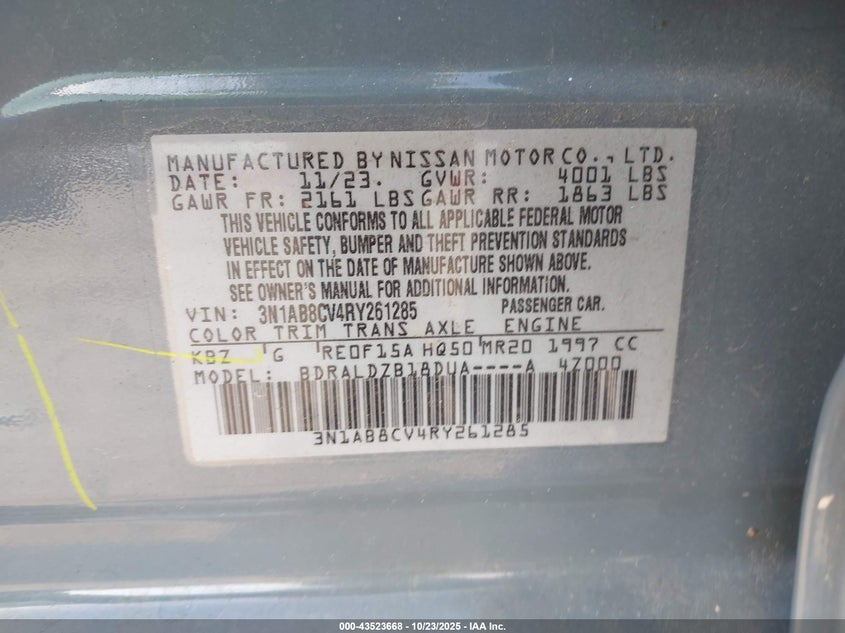 MANUFACTURED BY NISSAN MOTOR CO., LTD.
DATE: 11/23. GVWR: 4001 LBS
GAWR FR: 2161 LBS GAWR RR: 1863 LBS
THIS VEHICLE CONFORMS TO ALL APPLICABLE FEDERAL MOTOR
VEHICLE SAFETY, BUMPER AND THEFT PREVENTION STANDARDS
IN EFFECT ON THE DATE OF MANUFACTURE SHOWN ABOVE.
SEE OWNER'S MANUAL FOR ADDITIONAL INFORMATION.
VIN: 3N1AB8CV4RY261285 PASSENGER CAR.
COLOR TRIM TRANS AXLE ENGINE
KBZ G RE0F15A HQ50 MR20 1997 CC
MODEL: BDRALDZB18DUA----A 4Z000
3N1AB8CV4RY261285
000-43523668 - 10/23/2025 - IAA Inc.